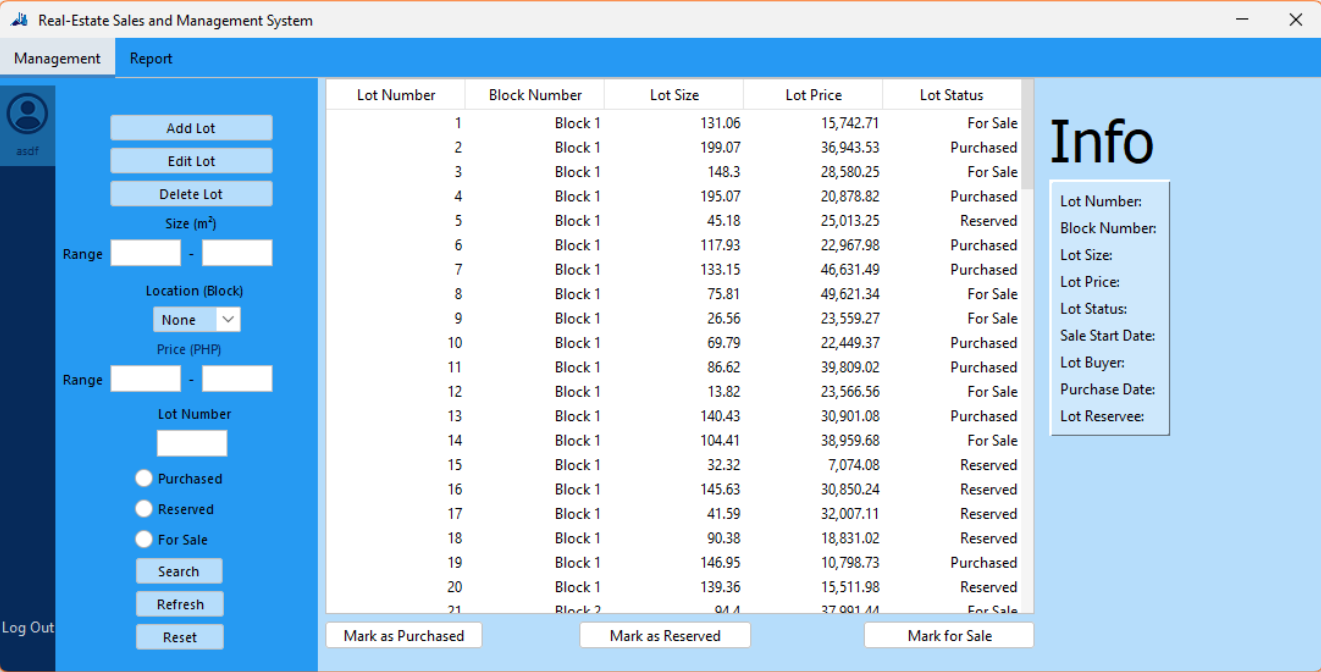 Real-Estate Sales and Management System
Management Report
asdf
Log Out
Add Lot
Edit Lot
Delete Lot
Size (m²)
Range -
Location (Block)
None
Price (PHP)
Range -
Lot Number
Purchased
Reserved
For Sale
Search
Refresh
Reset
Lot Number Block Number Lot Size Lot Price Lot Status
1 Block 1 131.06 15,742.71 For Sale
2 Block 1 199.07 36,943.53 Purchased
3 Block 1 148.3 28,580.25 For Sale
4 Block 1 195.07 20,878.82 Purchased
5 Block 1 45.18 25,013.25 Reserved
6 Block 1 117.93 22,967.98 Purchased
7 Block 1 133.15 46,631.49 Purchased
8 Block 1 75.81 49,621.34 For Sale
9 Block 1 26.56 23,559.27 For Sale
10 Block 1 69.79 22,449.37 Purchased
11 Block 1 86.62 39,809.02 Purchased
12 Block 1 13.82 23,566.56 For Sale
13 Block 1 140.43 30,901.08 Purchased
14 Block 1 104.41 38,959.68 For Sale
15 Block 1 32.32 7,074.08 Reserved
16 Block 1 145.63 30,850.24 Reserved
17 Block 1 41.59 32,007.11 Reserved
18 Block 1 90.38 18,831.02 Reserved
19 Block 1 146.95 10,798.73 Purchased
20 Block 1 139.36 15,511.98 Reserved
21 Block 2 94.4 37,991.44 For Sale
Mark as Purchased Mark as Reserved Mark for Sale
Info
Lot Number:
Block Number:
Lot Size:
Lot Price:
Lot Status:
Sale Start Date:
Lot Buyer:
Purchase Date:
Lot Reservee: